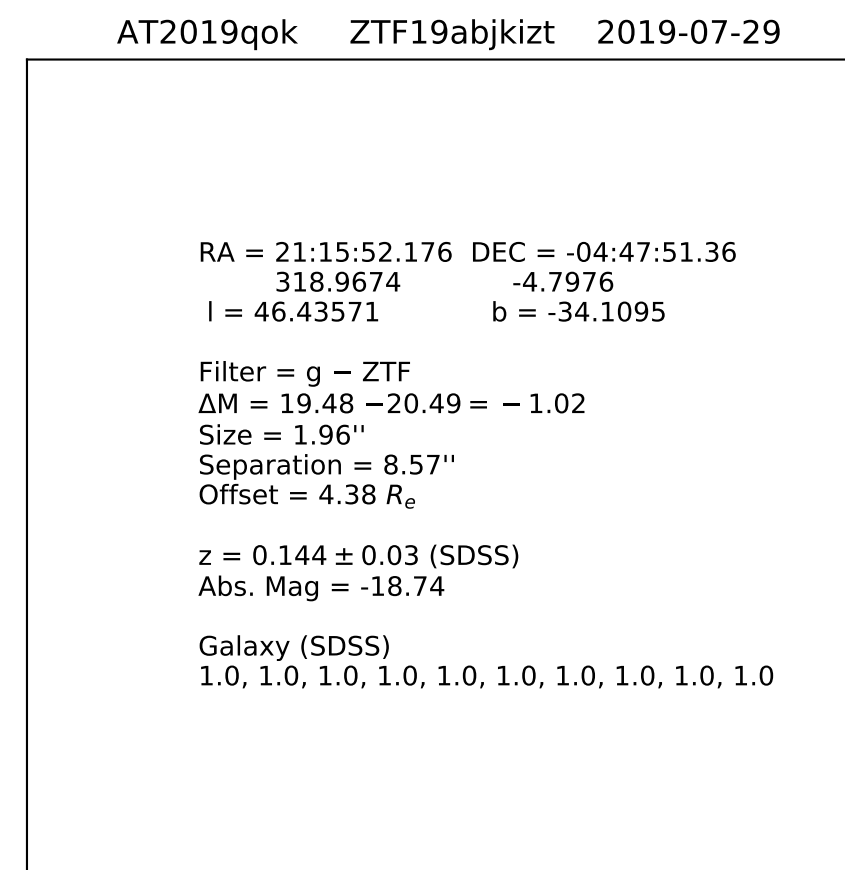 AT2019qok ZTF19abjkizt 2019-07-29
RA = 21:15:52.176 DEC = -04:47:51.36
318.9674 -4.7976
l = 46.43571 b = -34.1095
Filter = g − ZTF
ΔM = 19.48 −20.49 = − 1.02
Size = 1.96''
Separation = 8.57''
Offset = 4.38 Rₑ
z = 0.144 ± 0.03 (SDSS)
Abs. Mag = -18.74
Galaxy (SDSS)
1.0, 1.0, 1.0, 1.0, 1.0, 1.0, 1.0, 1.0, 1.0, 1.0